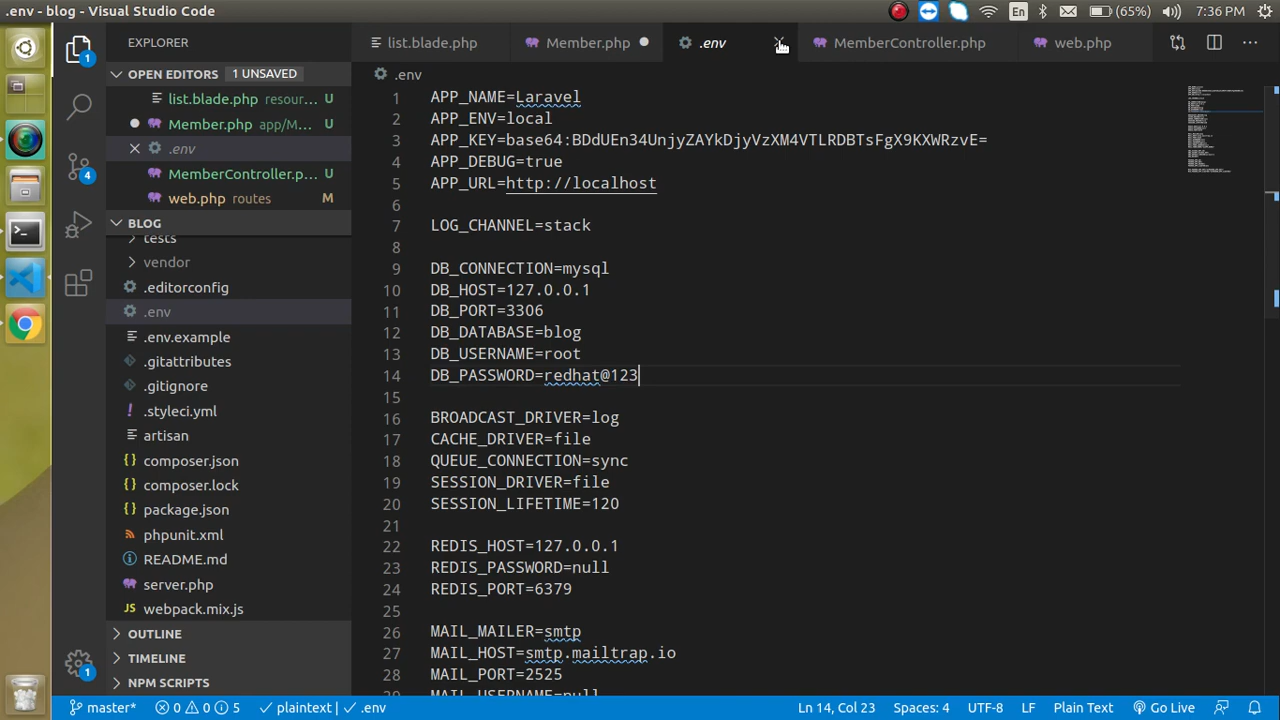 .env - blog - Visual Studio Code
En
(65%)
7:36 PM
EXPLORER
list.blade.php
Member.php
.env
MemberController.php
web.php
OPEN EDITORS
1 UNSAVED
list.blade.php resour... U
Member.php app/M... U
.env
MemberController.p... U
web.php routes M
BLOG
tests
vendor
.editorconfig
.env
.env.example
.gitattributes
.gitignore
.styleci.yml
artisan
composer.json
composer.lock
package.json
phpunit.xml
README.md
server.php
webpack.mix.js
OUTLINE
TIMELINE
NPM SCRIPTS
1
4
1
.env
1 APP_NAME=Laravel
2 APP_ENV=local
3 APP_KEY=base64:BDdUEn34UnjyZAYkDjyVzXM4VTLRDBTsFgX9KXWRzvE=
4 APP_DEBUG=true
5 APP_URL=http://localhost
6
7 LOG_CHANNEL=stack
8
9 DB_CONNECTION=mysql
10 DB_HOST=127.0.0.1
11 DB_PORT=3306
12 DB_DATABASE=blog
13 DB_USERNAME=root
14 DB_PASSWORD=redhat@123
15
16 BROADCAST_DRIVER=log
17 CACHE_DRIVER=file
18 QUEUE_CONNECTION=sync
19 SESSION_DRIVER=file
20 SESSION_LIFETIME=120
21
22 REDIS_HOST=127.0.0.1
23 REDIS_PASSWORD=null
24 REDIS_PORT=6379
25
26 MAIL_MAILER=smtp
27 MAIL_HOST=smtp.mailtrap.io
28 MAIL_PORT=2525
29 MAIL_USERNAME=null
master*
0
0
5
plaintext
.env
Ln 14, Col 23
Spaces: 4
UTF-8
LF
Plain Text
Go Live